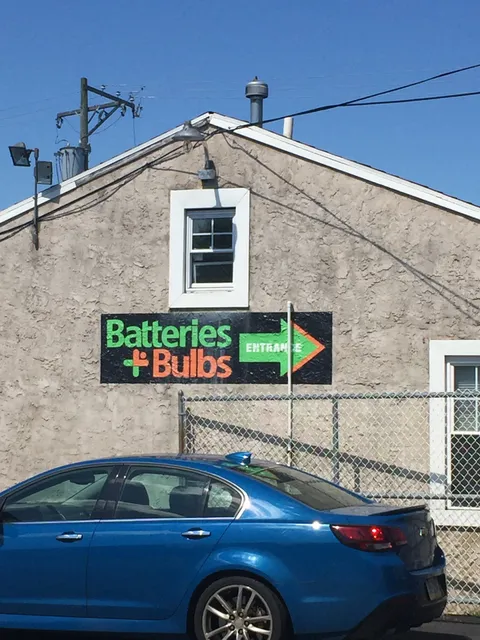 Batteries
+ Bulbs
ENTRANCE